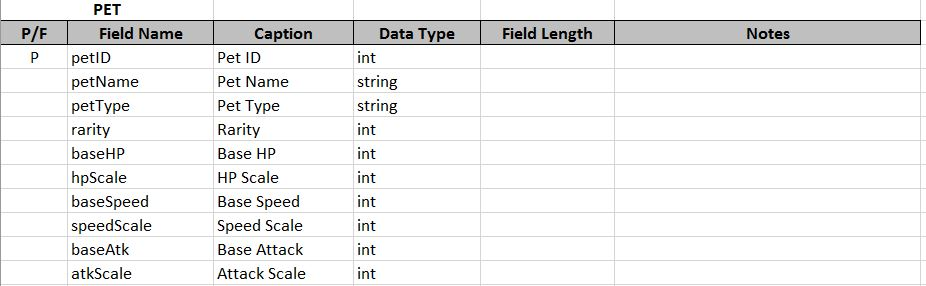 PET
P/F Field Name Caption Data Type Field Length Notes
P petID Pet ID int
petName Pet Name string
petType Pet Type string
rarity Rarity int
baseHP Base HP int
hpScale HP Scale int
baseSpeed Base Speed int
speedScale Speed Scale int
baseAtk Base Attack int
atkScale Attack Scale int